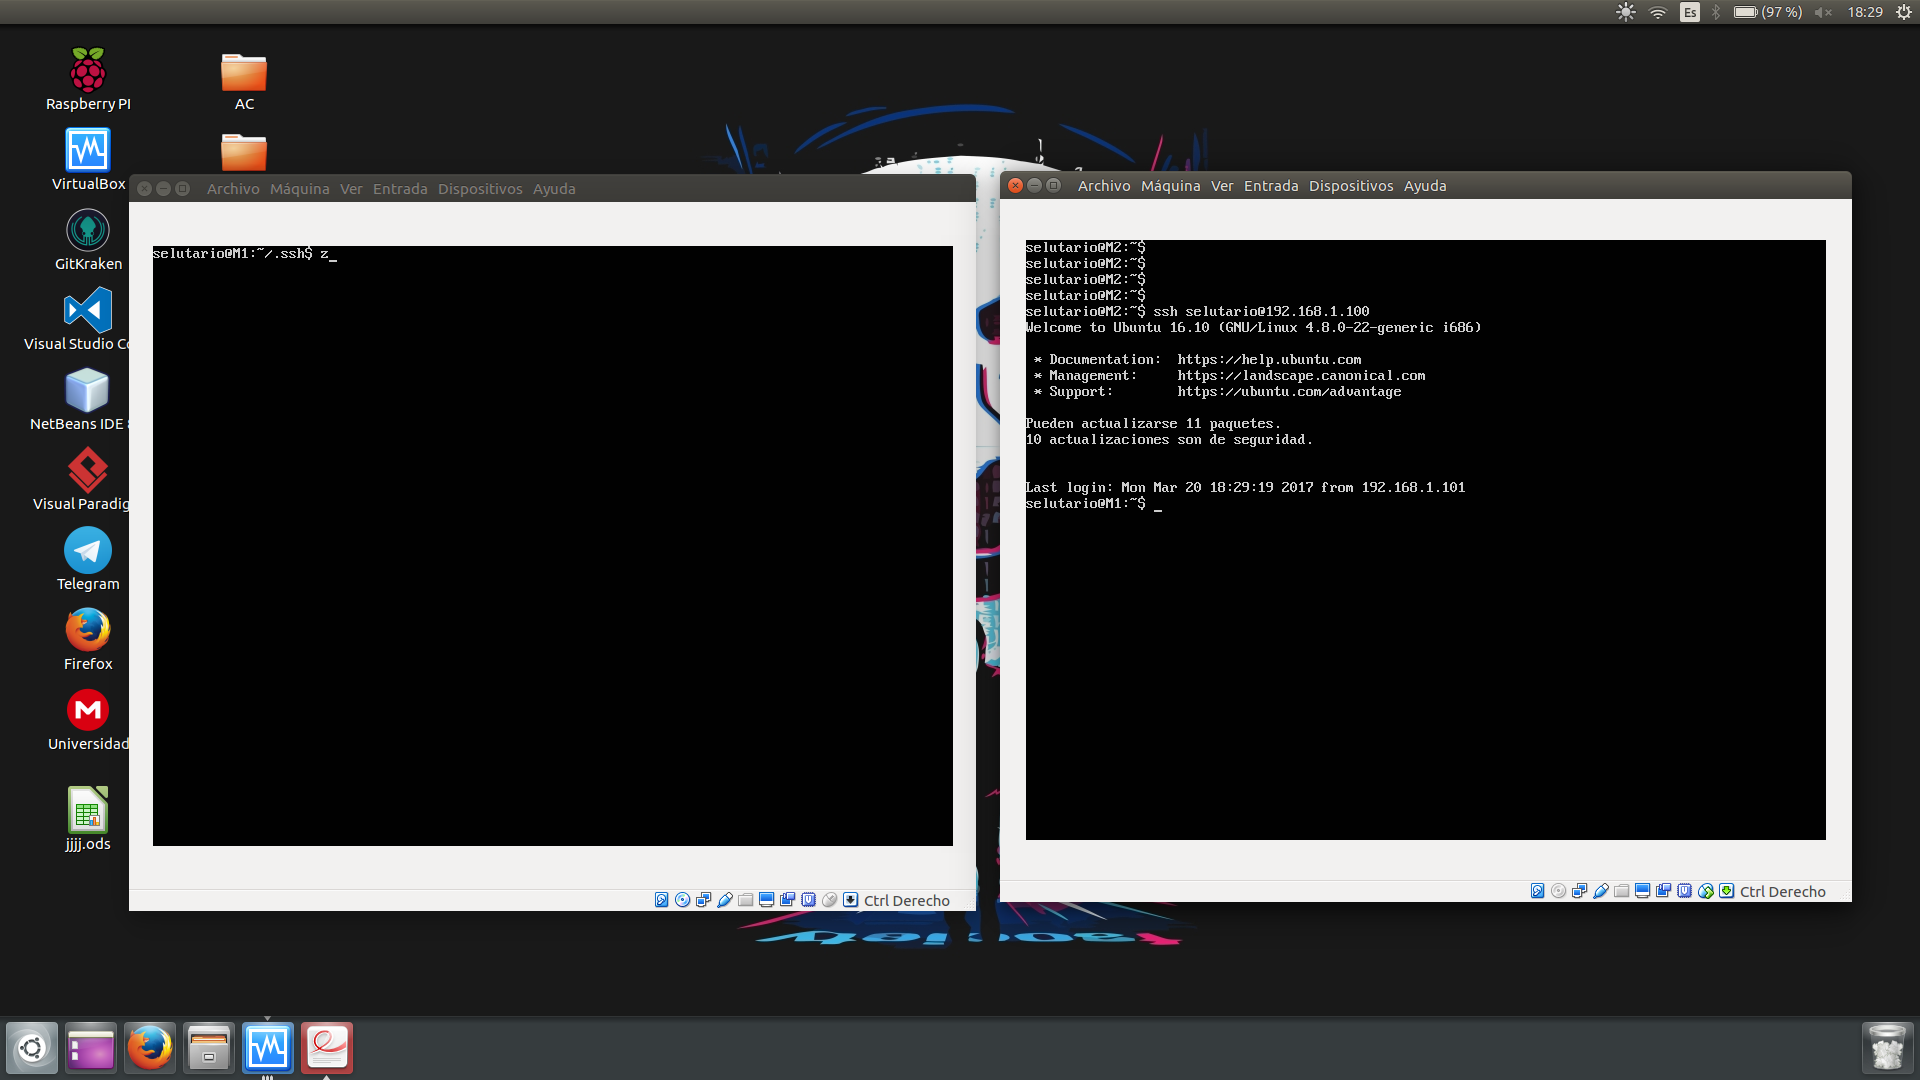 Es
(97 %)
18:29
Raspberry PI
AC
VirtualBox
GitKraken
Visual Studio Co
NetBeans IDE
Visual Paradig
Telegram
Firefox
Universidad
jjjj.ods
Archivo Máquina Ver Entrada Dispositivos Ayuda
selutario@M1:~/.ssh$ z_
Ctrl Derecho
Archivo Máquina Ver Entrada Dispositivos Ayuda
selutario@M2:~$
selutario@M2:~$
selutario@M2:~$
selutario@M2:~$
selutario@M2:~$ ssh selutario@192.168.1.100
Welcome to Ubuntu 16.10 (GNU/Linux 4.8.0-22-generic i686)
* Documentation: https://help.ubuntu.com
* Management: https://landscape.canonical.com
* Support: https://ubuntu.com/advantage
Pueden actualizarse 11 paquetes.
10 actualizaciones son de seguridad.
Last login: Mon Mar 20 18:29:19 2017 from 192.168.1.101
selutario@M1:~$ _
Ctrl Derecho